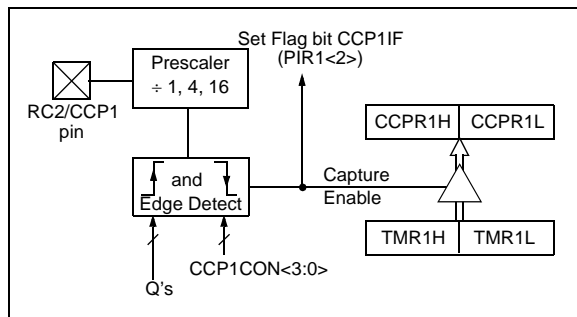 Set Flag bit CCP1IF
(PIR1<2>)
Prescaler
÷ 1, 4, 16
RC2/CCP1
pin
CCPR1H
CCPR1L
and
Edge Detect
Capture
Enable
TMR1H
TMR1L
CCP1CON<3:0>
Q's